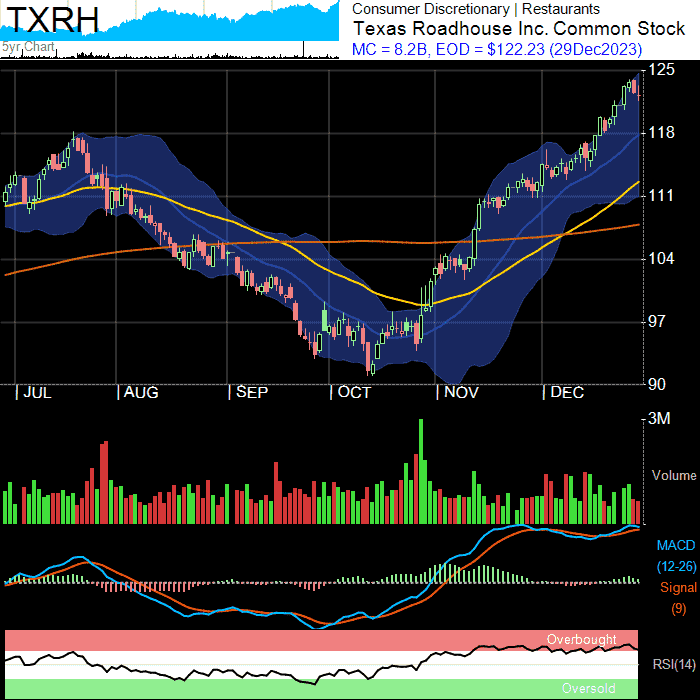 TXRH
5yr Chart
Consumer Discretionary | Restaurants
Texas Roadhouse Inc. Common Stock
MC = 8.2B, EOD = $122.23 (29Dec2023)
125
118
111
104
97
90
| JUL | AUG | SEP | OCT | NOV | DEC
3M
Volume
MACD
(12-26)
Signal
(9)
Overbought
RSI(14)
Oversold